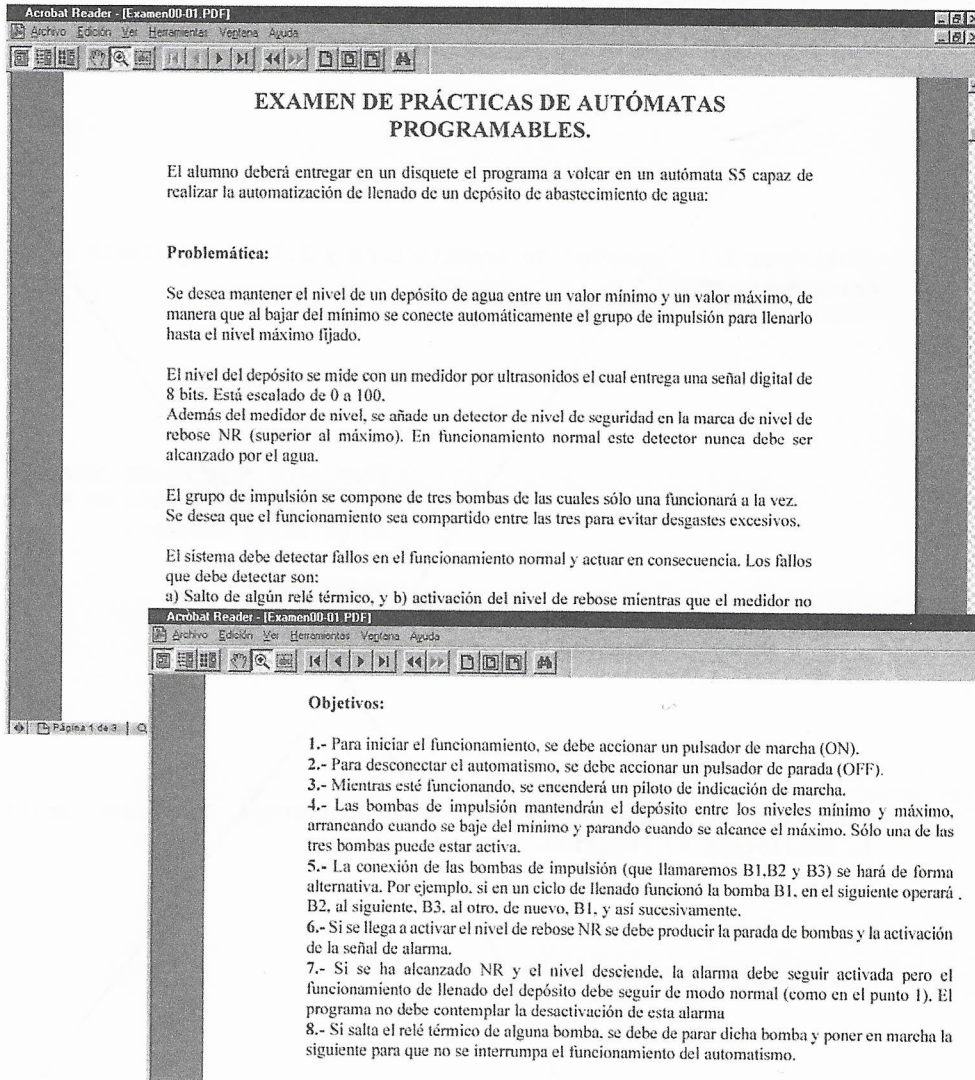 Acrobat Reader - [Examen00-01.PDF]
Archivo Edición Ver Herramientas Ventana Ayuda
EXAMEN DE PRÁCTICAS DE AUTÓMATAS
PROGRAMABLES.
El alumno deberá entregar en un disquete el programa a volcar en un autómata S5 capaz de
realizar la automatización de llenado de un depósito de abastecimiento de agua:
Problemática:
Se desea mantener el nivel de un depósito de agua entre un valor mínimo y un valor máximo, de
manera que al bajar del mínimo se conecte automáticamente el grupo de impulsión para llenarlo
hasta el nivel máximo fijado.
El nivel del depósito se mide con un medidor por ultrasonidos el cual entrega una señal digital de
8 bits. Está escalado de 0 a 100.
Además del medidor de nivel, se añade un detector de nivel de seguridad en la marca de nivel de
rebose NR (superior al máximo). En funcionamiento normal este detector nunca debe ser
alcanzado por el agua.
El grupo de impulsión se compone de tres bombas de las cuales sólo una funcionará a la vez.
Se desea que el funcionamiento sea compartido entre las tres para evitar desgastes excesivos.
El sistema debe detectar fallos en el funcionamiento normal y actuar en consecuencia. Los fallos
que debe detectar son:
a) Salto de algún relé térmico, y b) activación del nivel de rebose mientras que el medidor no
Página 1 de 3
Acrobat Reader - [Examen00-01.PDF]
Archivo Edición Ver Herramientas Ventana Ayuda
Objetivos:
1.- Para iniciar el funcionamiento, se debe accionar un pulsador de marcha (ON).
2.- Para desconectar el automatismo, se debe accionar un pulsador de parada (OFF).
3.- Mientras esté funcionando, se encenderá un piloto de indicación de marcha.
4.- Las bombas de impulsión mantendrán el depósito entre los niveles mínimo y máximo,
arrancando cuando se baje del mínimo y parando cuando se alcance el máximo. Sólo una de las
tres bombas puede estar activa.
5.- La conexión de las bombas de impulsión (que llamaremos B1,B2 y B3) se hará de forma
alternativa. Por ejemplo, si en un ciclo de llenado funcionó la bomba B1, en el siguiente operará .
B2, al siguiente, B3, al otro, de nuevo, B1, y así sucesivamente.
6.- Si se llega a activar el nivel de rebose NR se debe producir la parada de bombas y la activación
de la señal de alarma.
7.- Si se ha alcanzado NR y el nivel desciende, la alarma debe seguir activada pero el
funcionamiento de llenado del depósito debe seguir de modo normal (como en el punto 1). El
programa no debe contemplar la desactivación de esta alarma
8.- Si salta el relé térmico de alguna bomba, se debe de parar dicha bomba y poner en marcha la
siguiente para que no se interrumpa el funcionamiento del automatismo.